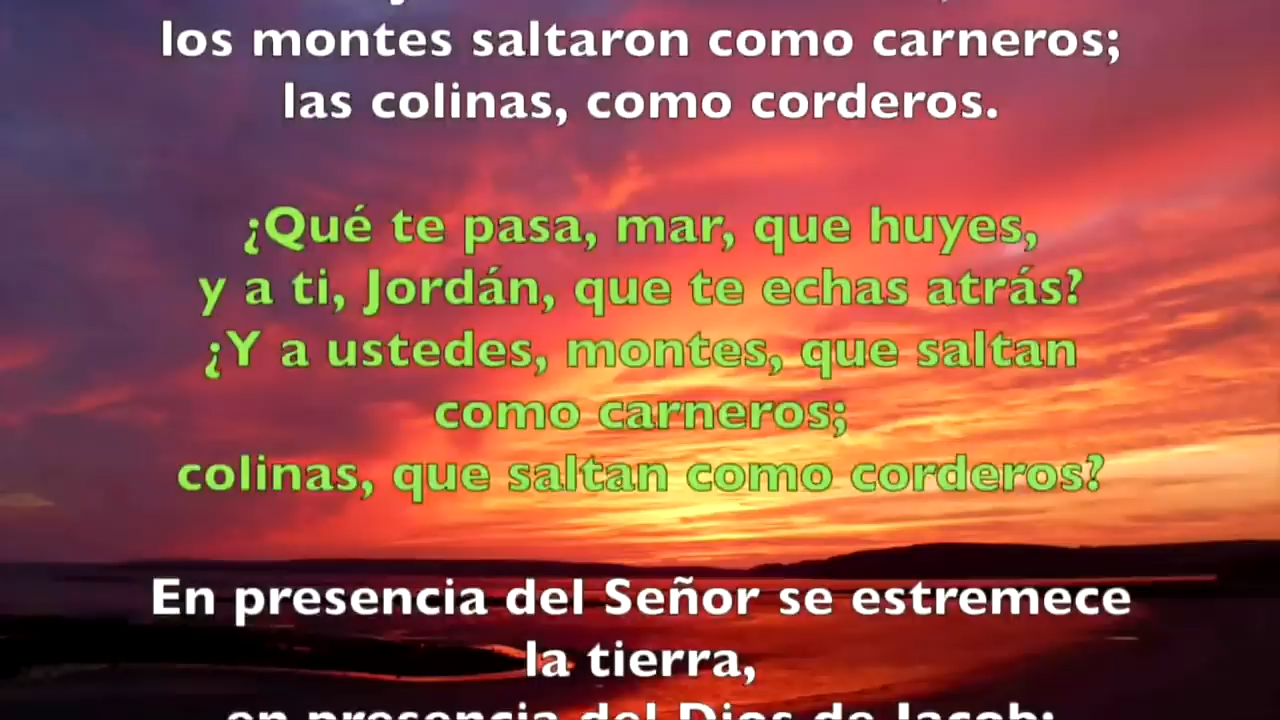 los montes saltaron como carneros;
las colinas, como corderos.
¿Qué te pasa, mar, que huyes,
y a ti, Jordán, que te echas atrás?
¿Y a ustedes, montes, que saltan
como carneros;
colinas, que saltan como corderos?
En presencia del Señor se estremece
la tierra,
en presencia del Dios de Jacob;